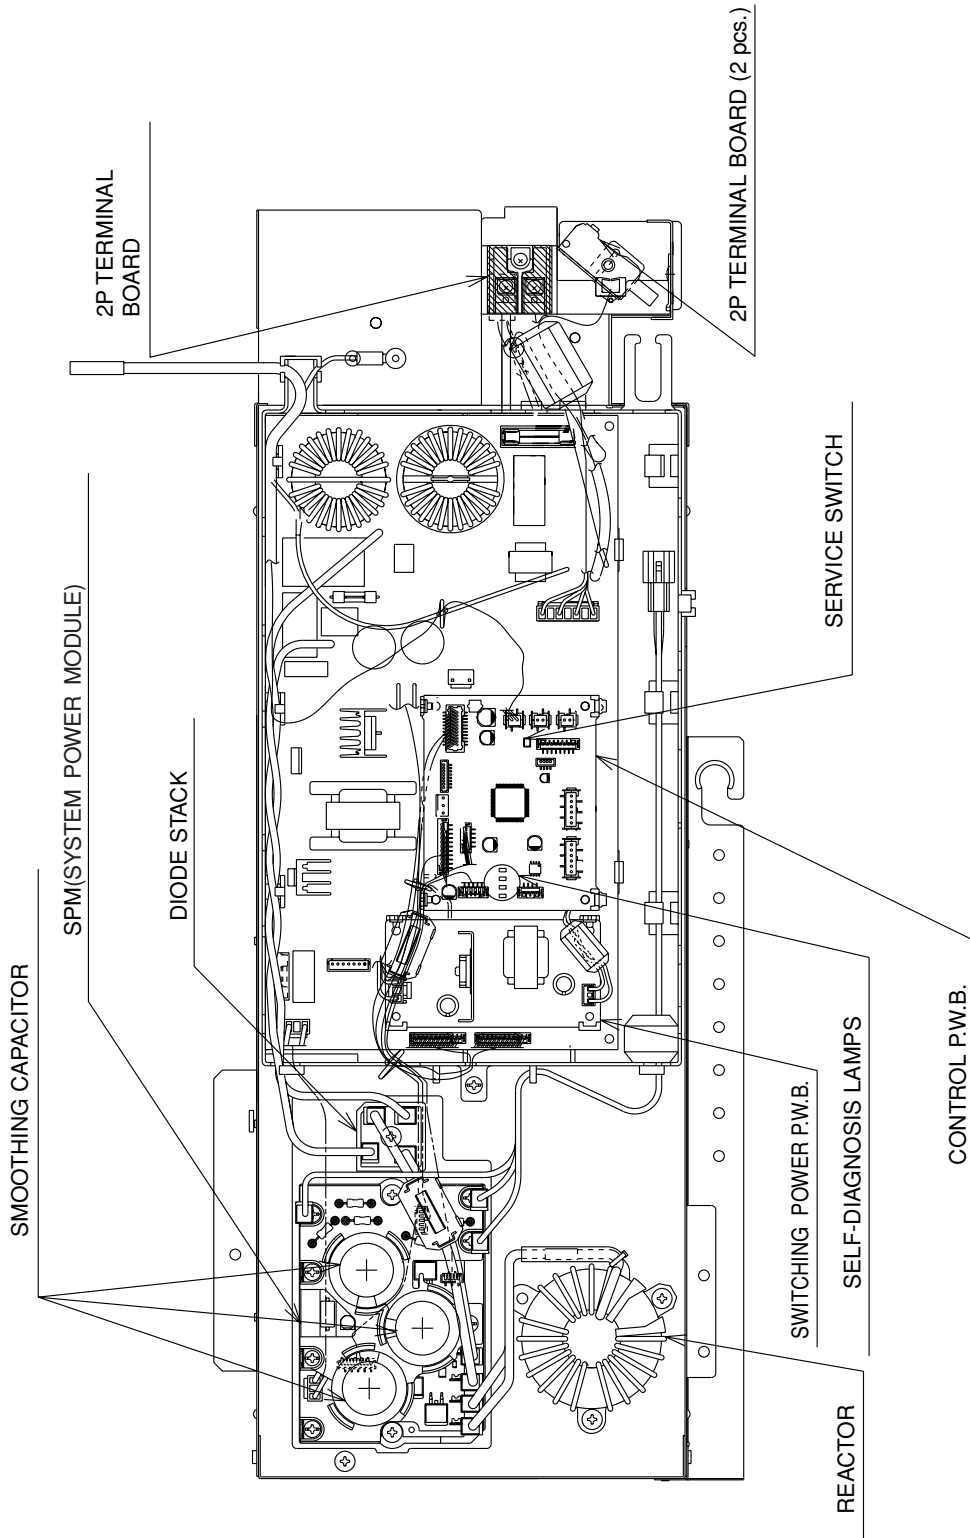 2P TERMINAL
BOARD
2P TERMINAL BOARD (2 pcs.)
SERVICE SWITCH
SPM(SYSTEM POWER MODULE)
DIODE STACK
SMOOTHING CAPACITOR
CONTROL P.W.B.
SELF-DIAGNOSIS LAMPS
SWITCHING POWER P.W.B.
REACTOR